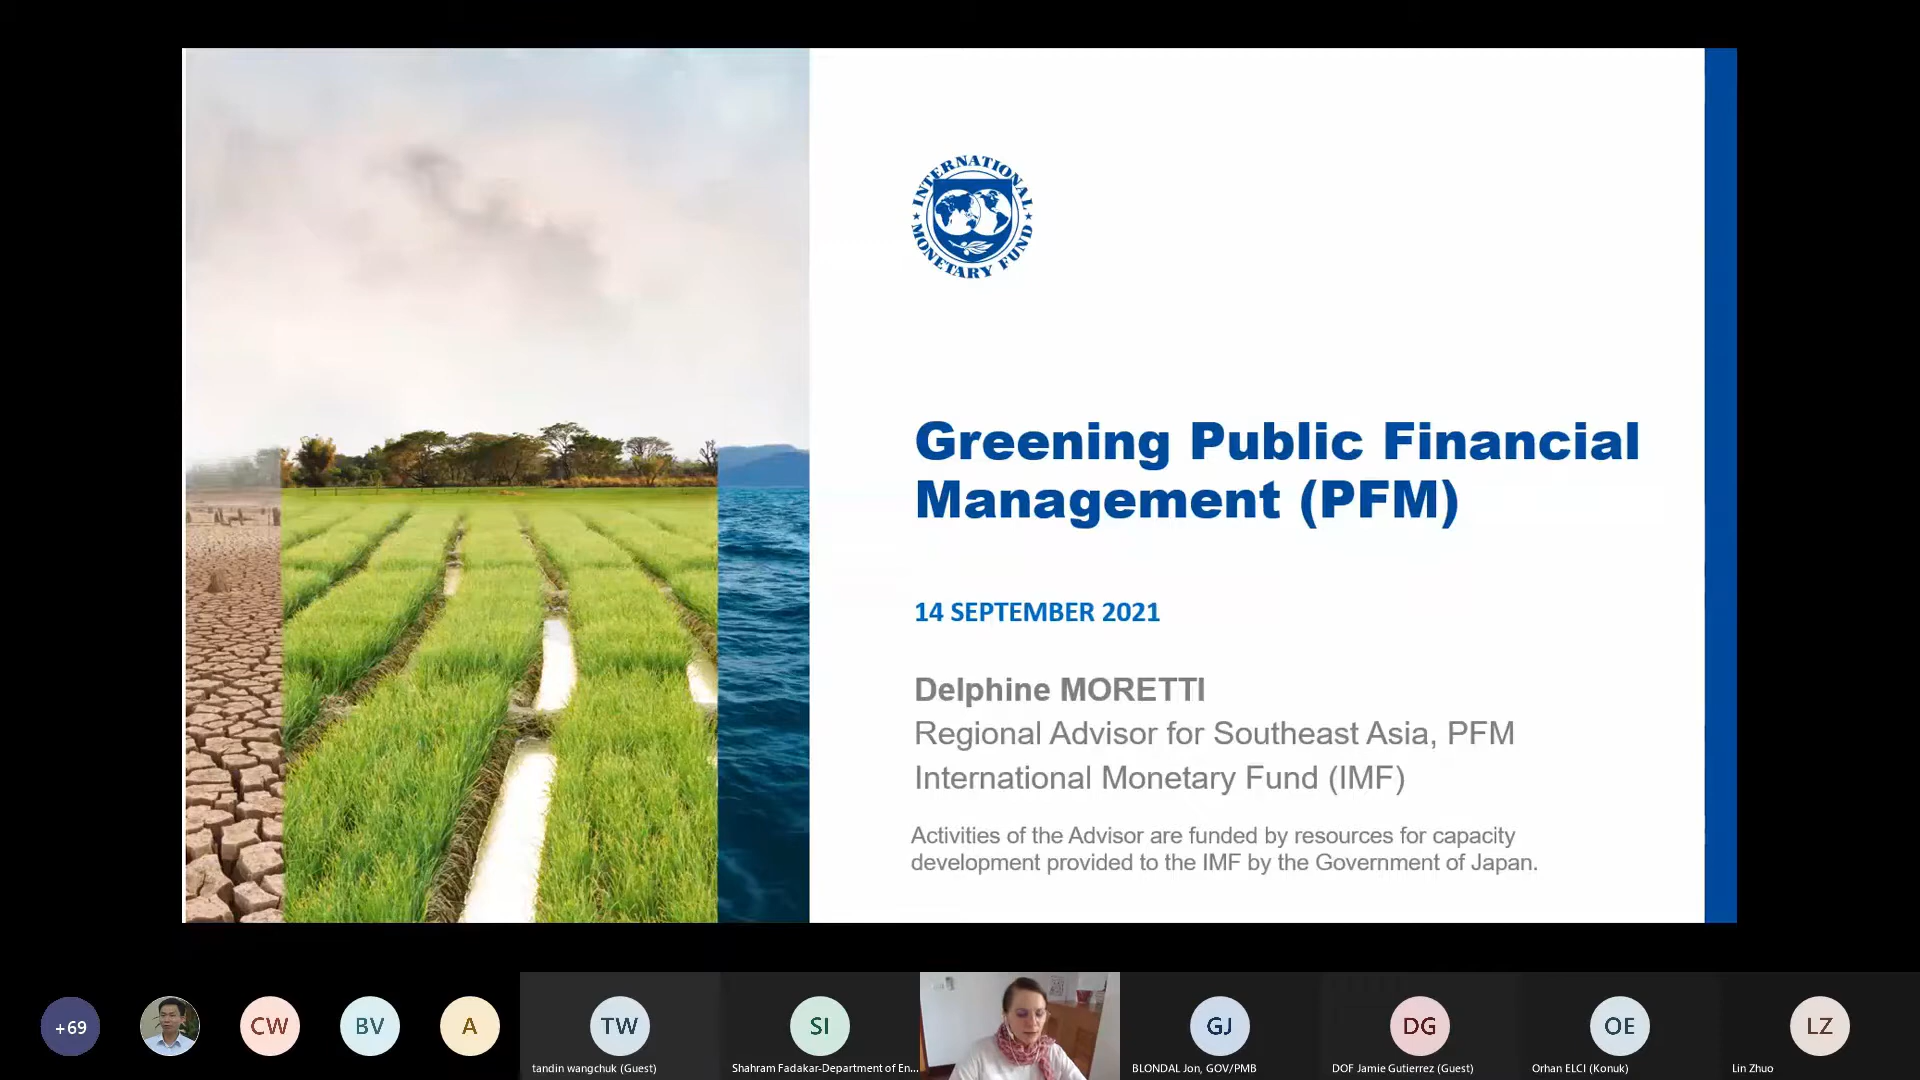 INTERNATIONAL MONETARY FUND
Greening Public Financial
Management (PFM)
14 SEPTEMBER 2021
Delphine MORETTI
Regional Advisor for Southeast Asia, PFM
International Monetary Fund (IMF)
Activities of the Advisor are funded by resources for capacity
development provided to the IMF by the Government of Japan.
+69
CW
BV
A
TW
tandin wangchuk (Guest)
SI
Shahram Fadakar-Department of En...
GJ
BLONDAL Jon, GOV/PMB
DG
DOF Jamie Gutierrez (Guest)
OE
Orhan ELCI (Konuk)
LZ
Lin Zhuo